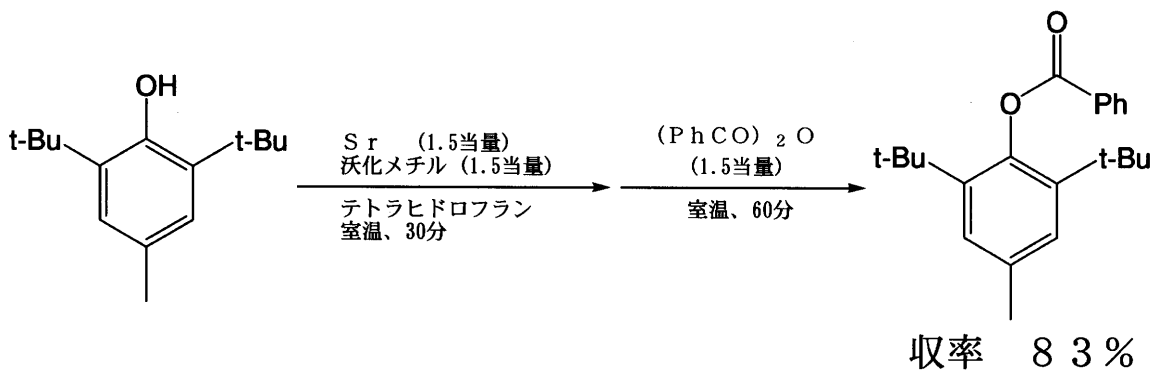 OH
t-Bu
t-Bu
Sr (1.5当量)
沃化メチル (1.5当量)
テトラヒドロフラン
室温、30分
(PhCO)2O
(1.5当量)
室温、60分
O
O
Ph
t-Bu
t-Bu
収率 83%